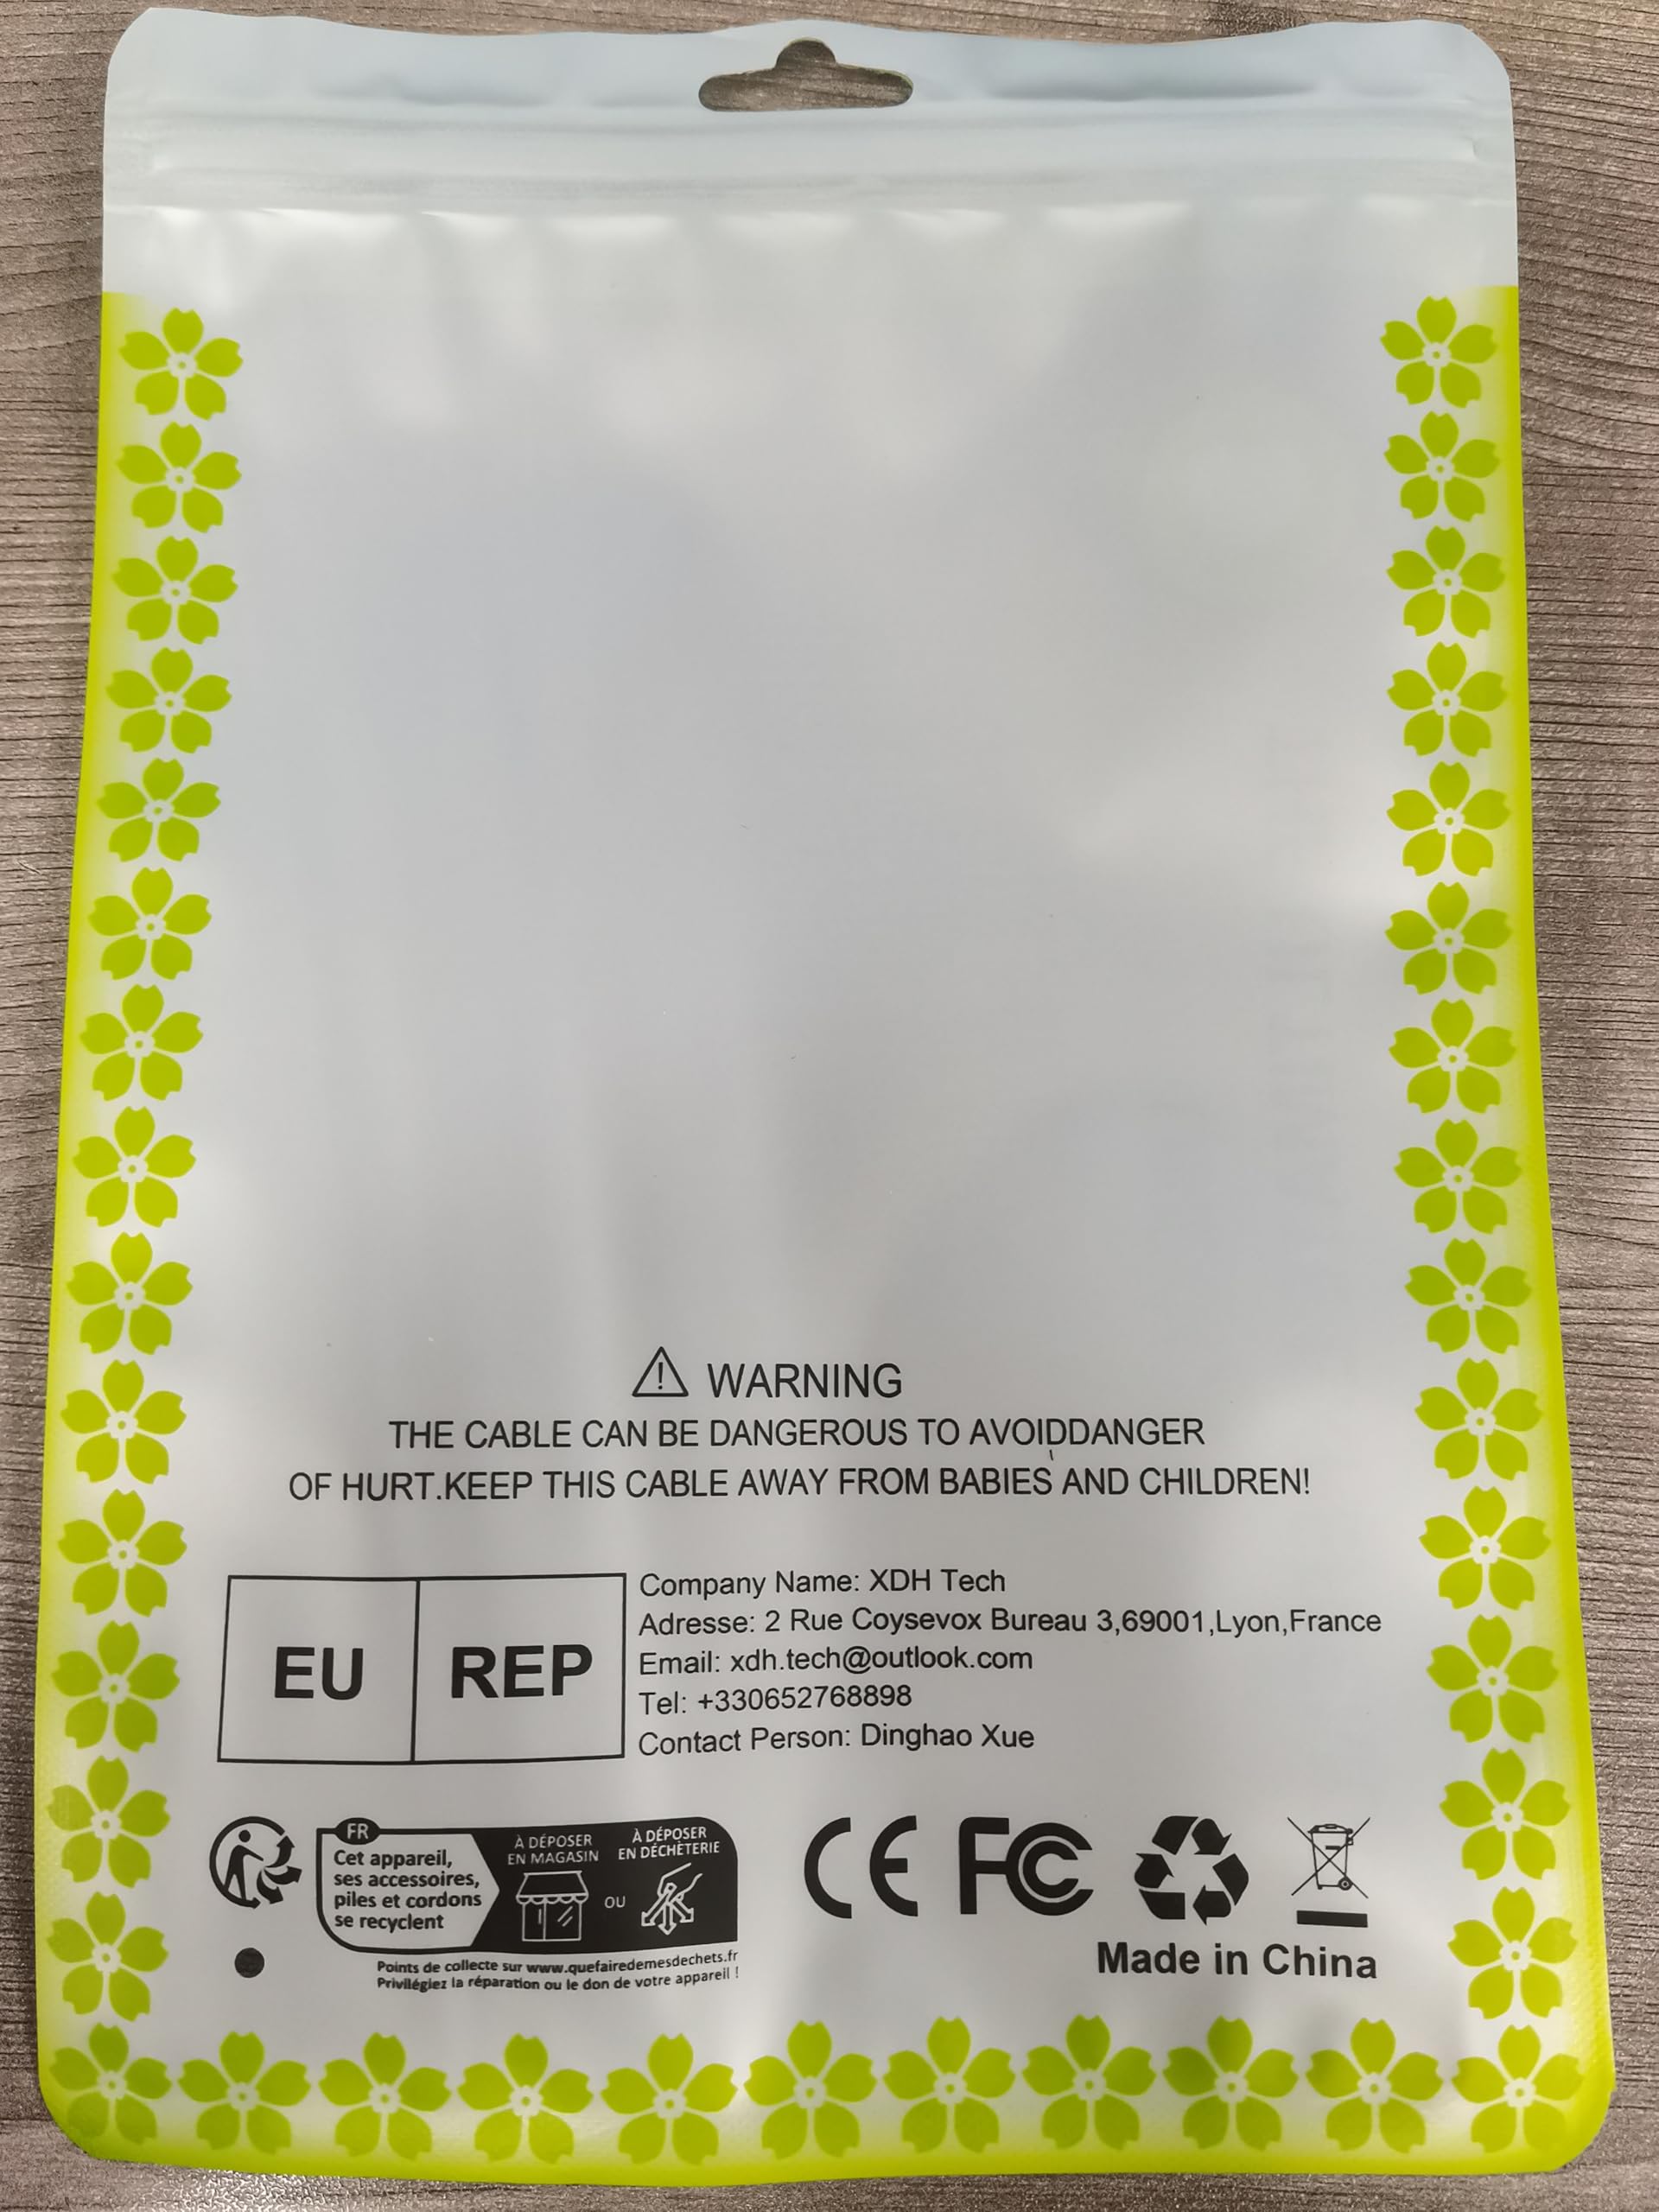 WARNING
THE CABLE CAN BE DANGEROUS TO AVOIDDANGER
OF HURT.KEEP THIS CABLE AWAY FROM BABIES AND CHILDREN!
EU REP
Company Name: XDH Tech
Adresse: 2 Rue Coysevox Bureau 3,69001,Lyon,France
Email: xdh.tech@outlook.com
Tel: +330652768898
Contact Person: Dinghao Xue
FR
Cet appareil,
ses accessoires,
piles et cordons
se recyclent
À DÉPOSER
EN MAGASIN
OU
À DÉPOSER
EN DÉCHÈTERIE
Points de collecte sur www.quefairedemesdechets.fr
Privilégiez la réparation ou le don de votre appareil !
CE FC
Made in China